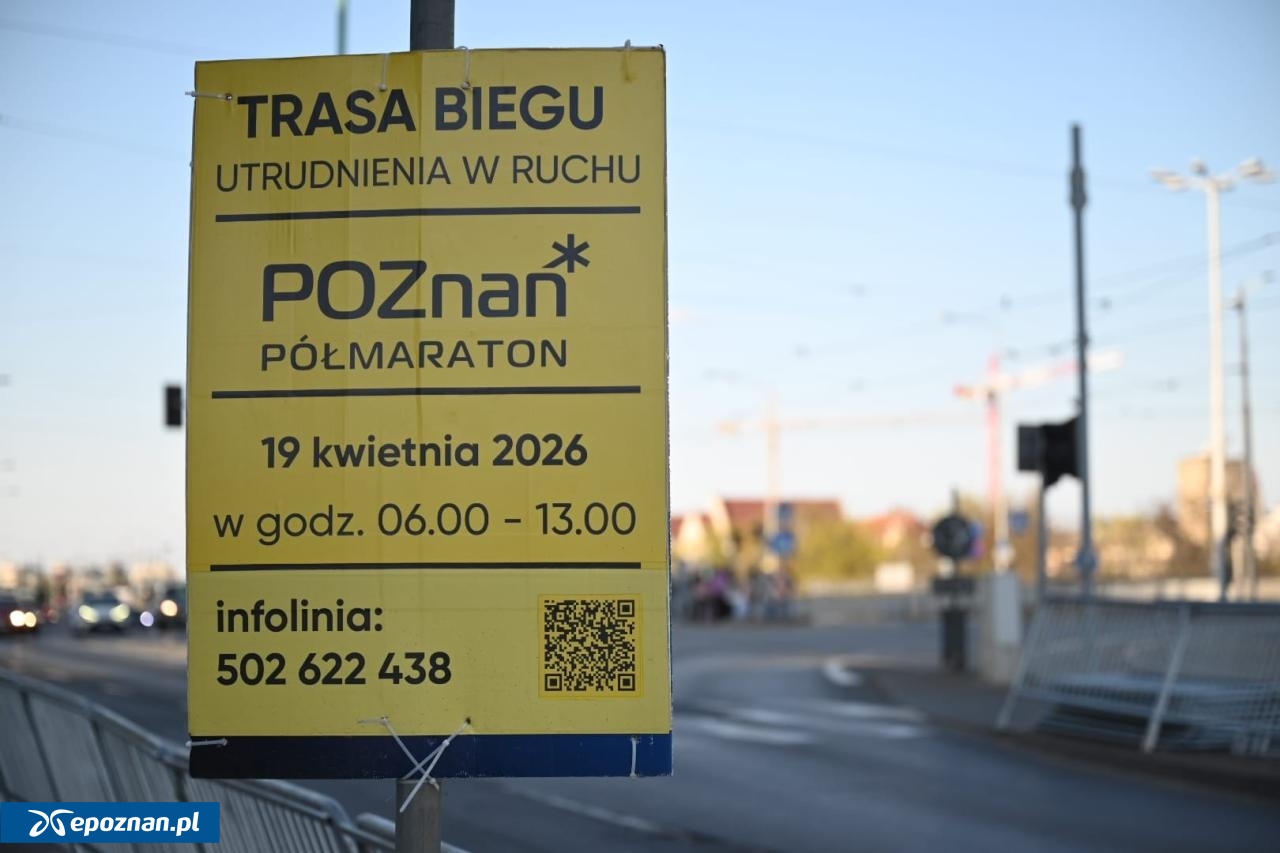 TRASA BIEGU
UTRUDNIENIA W RUCHU
POZnań*
PÓŁMARATON
19 kwietnia 2026
w godz. 06.00 - 13.00
infolinia:
502 622 438
epoznan.pl